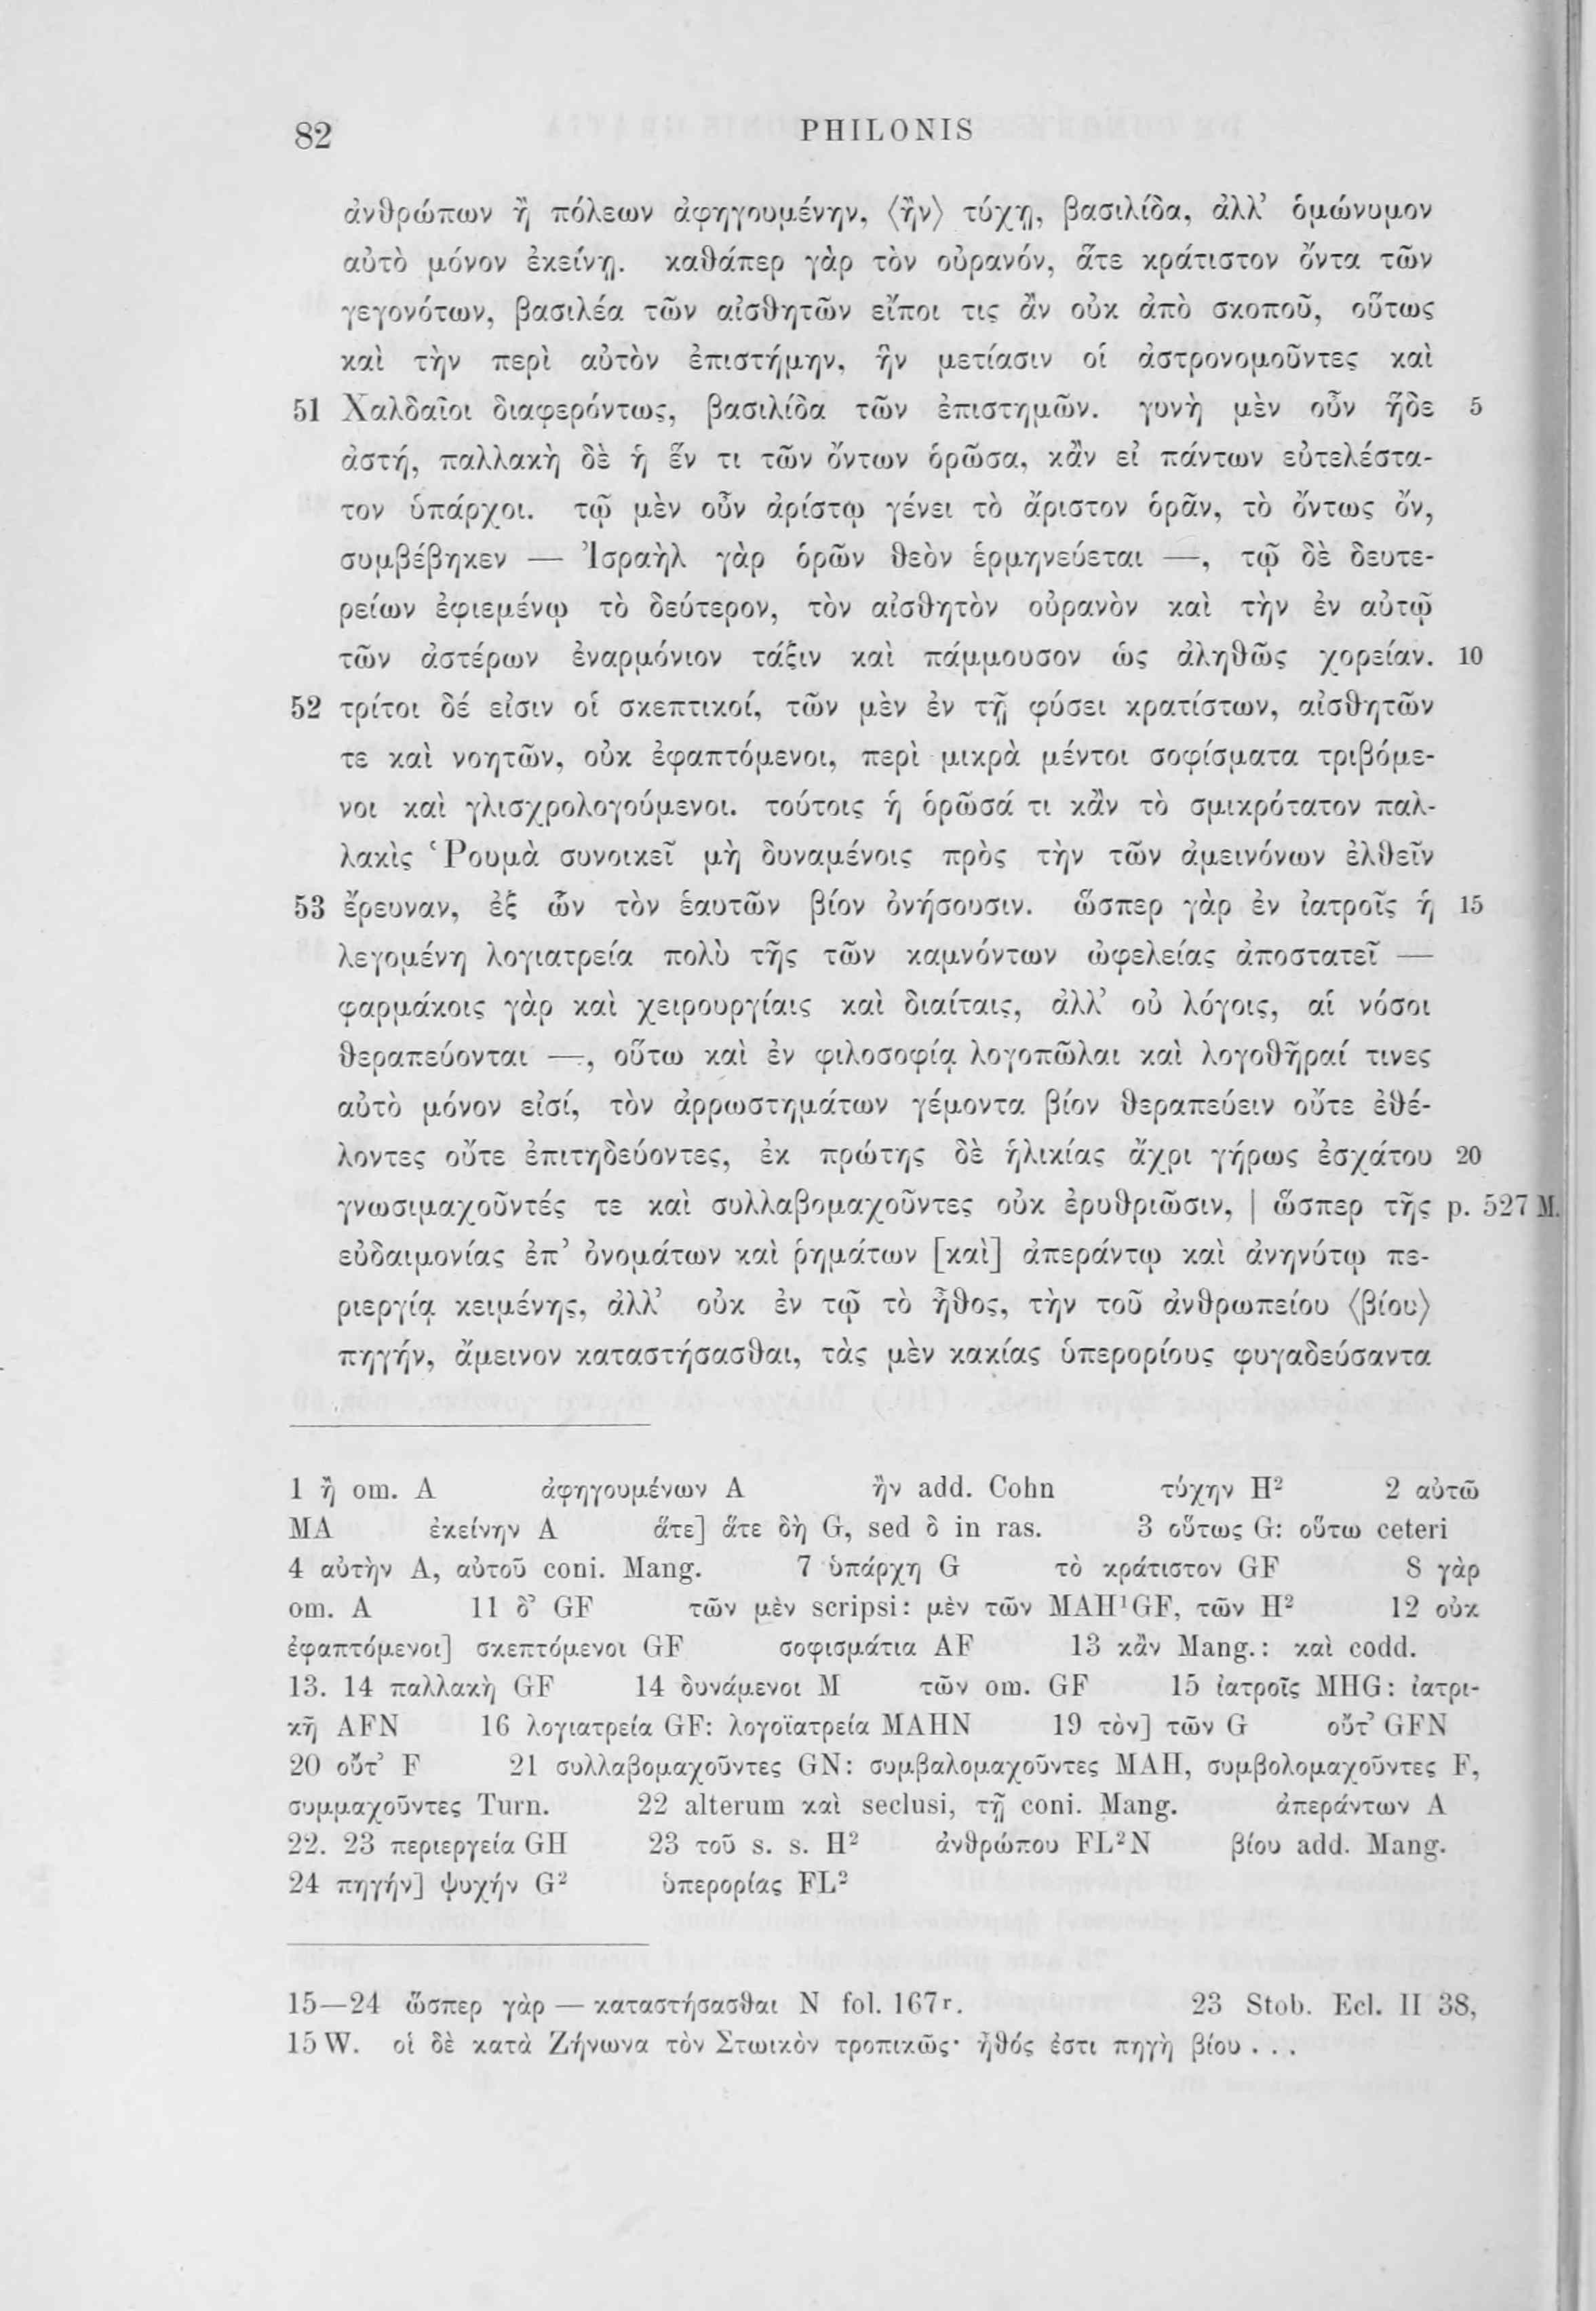 82 PHILONIS
ἀνθρώπων ἢ πόλεων ἀφηγουμένην, ⟨ἣν⟩ τύχῃ, βασιλίδα, ἀλλ’ ὁμώνυμον
αὐτὸ μόνον ἐκείνῃ. καθάπερ γὰρ τὸν οὐρανόν, ἅτε κράτιστον ὄντα τῶν
γεγονότων, βασιλέα τῶν αἰσθητῶν εἴποι τις ἂν οὐκ ἀπὸ σκοποῦ, οὕτως
καὶ τὴν περὶ αὐτὸν ἐπιστήμην, ἣν μετίασιν οἱ ἀστρονομοῦντες καὶ
51 Χαλδαῖοι διαφερόντως, βασιλίδα τῶν ἐπιστημῶν. γυνὴ μὲν οὖν ἥδε 5
ἀστή, παλλακὴ δὲ ἡ ἕν τι τῶν ὄντων ὁρῶσα, κἂν εἰ πάντων εὐτελέστα-
τον ὑπάρχοι. τῷ μὲν οὖν ἀρίστῳ γένει τὸ ἄριστον ὁρᾶν, τὸ ὄντως ὄν,
συμβέβηκεν — Ἰσραὴλ γὰρ ὁρῶν θεὸν ἑρμηνεύεται —, τῷ δὲ δευτε-
ρείων ἐφιεμένῳ τὸ δεύτερον, τὸν αἰσθητὸν οὐρανὸν καὶ τὴν ἐν αὐτῷ
τῶν ἀστέρων ἐναρμόνιον τάξιν καὶ πάμμουσον ὡς ἀληθῶς χορείαν. 10
52 τρίτοι δέ εἰσιν οἱ σκεπτικοί, τῶν μὲν ἐν τῇ φύσει κρατίστων, αἰσθητῶν
τε καὶ νοητῶν, οὐκ ἐφαπτόμενοι, περὶ μικρὰ μέντοι σοφίσματα τριβόμε-
νοι καὶ γλισχρολογούμενοι. τούτοις ἡ ὁρῶσά τι κἂν τὸ σμικρότατον παλ-
λακὶς Ῥουμὰ συνοικεῖ μὴ δυναμένοις πρὸς τὴν τῶν ἀμεινόνων ἐλθεῖν
53 ἔρευναν, ἐξ ὧν τὸν ἑαυτῶν βίον ὀνήσουσιν. ὥσπερ γὰρ ἐν ἰατροῖς ἡ 15
λεγομένη λογιατρεία πολὺ τῆς τῶν καμνόντων ὠφελείας ἀποστατεῖ —
φαρμάκοις γὰρ καὶ χειρουργίαις καὶ διαίταις, ἀλλ’ οὐ λόγοις, αἱ νόσοι
θεραπεύονται —, οὕτω καὶ ἐν φιλοσοφίᾳ λογοπῶλαι καὶ λογοθῆραί τινες
αὐτὸ μόνον εἰσί, τὸν ἀρρωστημάτων γέμοντα βίον θεραπεύειν οὔτε ἐθέ-
λοντες οὔτε ἐπιτηδεύοντες, ἐκ πρώτης δὲ ἡλικίας ἄχρι γήρως ἐσχάτου 20
γνωσιμαχοῦντές τε καὶ συλλαβομαχοῦντες οὐκ ἐρυθριῶσιν, | ὥσπερ τῆς p. 527 M.
εὐδαιμονίας ἐπ’ ὀνομάτων καὶ ῥημάτων [καὶ] ἀπεράντῳ καὶ ἀνηνύτῳ πε-
ριεργίᾳ κειμένης, ἀλλ’ οὐκ ἐν τῷ τὸ ἦθος, τὴν τοῦ ἀνθρωπείου ⟨βίου⟩
πηγήν, ἄμεινον καταστήσασθαι, τὰς μὲν κακίας ὑπερορίους φυγαδεύσαντα
1 ἢ om. A ἀφηγουμένων A ἣν add. Cohn τύχην H² 2 αὐτῶ
MA ἐκείνην A ἅτε] ἅτε δὴ G, sed δ in ras. 3 οὕτως G: οὕτω ceteri
4 αὐτὴν A, αὐτοῦ coni. Mang. 7 ὑπάρχη G τὸ κράτιστον GF 8 γὰρ
om. A 11 δ’ GF τῶν μὲν scripsi: μὲν τῶν MAH¹GF, τῶν H² 12 οὐκ
ἐφαπτόμενοι] σκεπτόμενοι GF σοφισμάτια AF 13 κἂν Mang.: καὶ codd.
13. 14 παλλακὴ GF 14 δυνάμενοι M τῶν om. GF 15 ἰατροῖς MHG: ἰατρι-
κῇ AFN 16 λογιατρεία GF: λογοϊατρεία MAHN 19 τὸν] τῶν G οὔτ’ GFN
20 οὔτ’ F 21 συλλαβομαχοῦντες GN: συμβαλομαχοῦντες MAH, συμβολομαχοῦντες F,
συμμαχοῦντες Turn. 22 alterum καὶ seclusi, τῇ coni. Mang. ἀπεράντων A
22. 23 περιεργεία GH 23 τοῦ s. s. H² ἀνθρώπου FL²N βίου add. Mang.
24 πηγήν] ψυχήν G² ὑπερορίας FL²
15—24 ὥσπερ γὰρ — καταστήσασθαι N fol. 167r. 23 Stob. Ecl. II 38,
15 W. οἱ δὲ κατὰ Ζήνωνα τὸν Στωικὸν τροπικῶς· ἦθός ἐστι πηγὴ βίου . . .